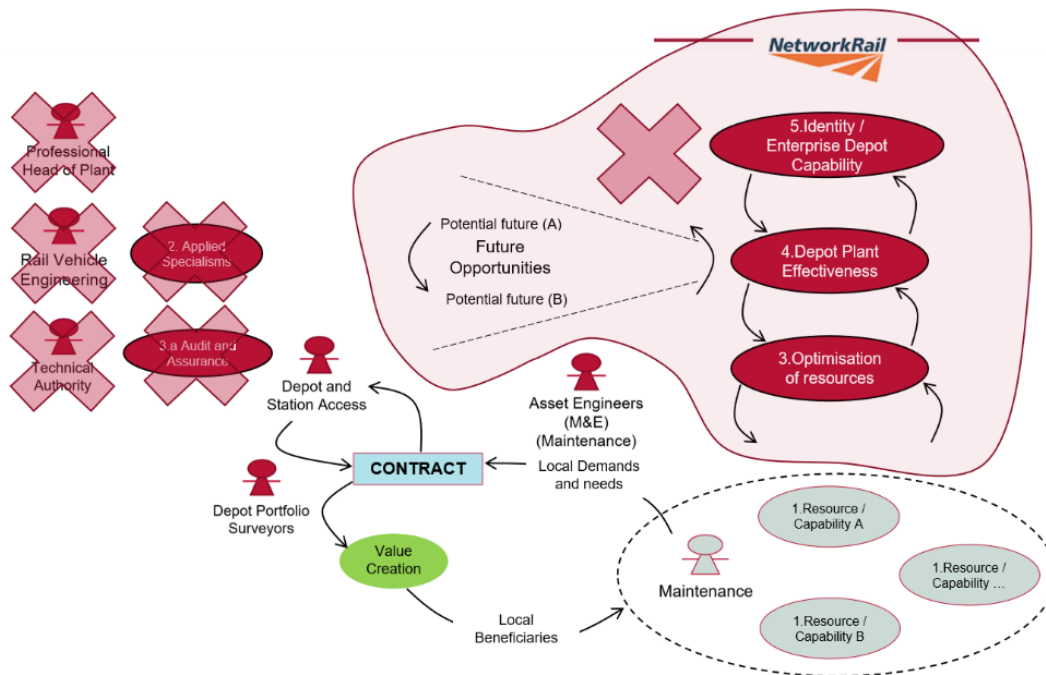 NetworkRail
Professional
Head of Plant
5.Identity /
Enterprise Depot
Capability
Rail Vehicle
Engineering
2. Applied
Specialisms
Potential future (A)
Future
Opportunities
Potential future (B)
4.Depot Plant
Effectiveness
Technical
Authority
3.a Audit and
Assurance
3.Optimisation
of resources
Depot and
Station Access
Asset Engineers
(M&E)
(Maintenance)
CONTRACT
Local Demands
and needs
Depot Portfolio
Surveyors
Value
Creation
Local
Beneficiaries
Maintenance
1.Resource /
Capability A
1.Resource /
Capability ...
1.Resource /
Capability B